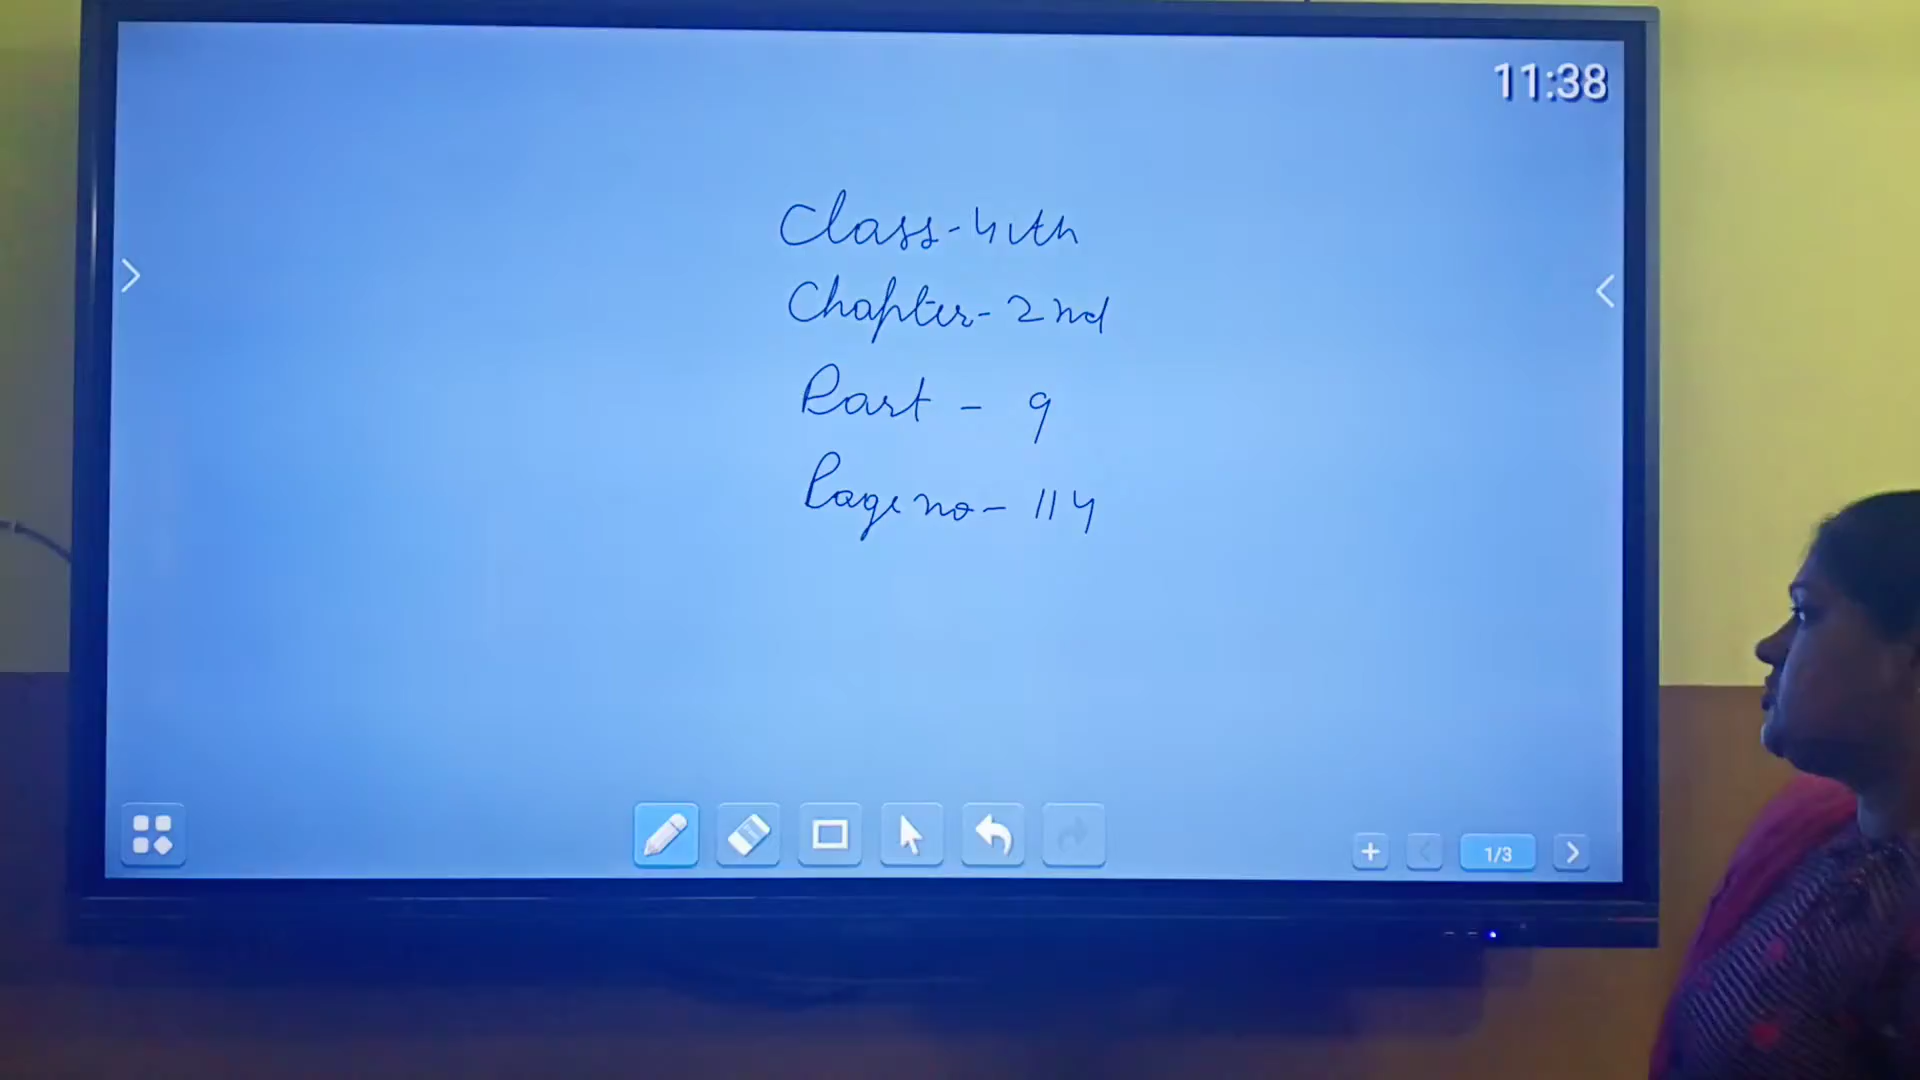 11:38
Class-4th
Chapter-2nd
Part - 9
Page no - 114
1/3